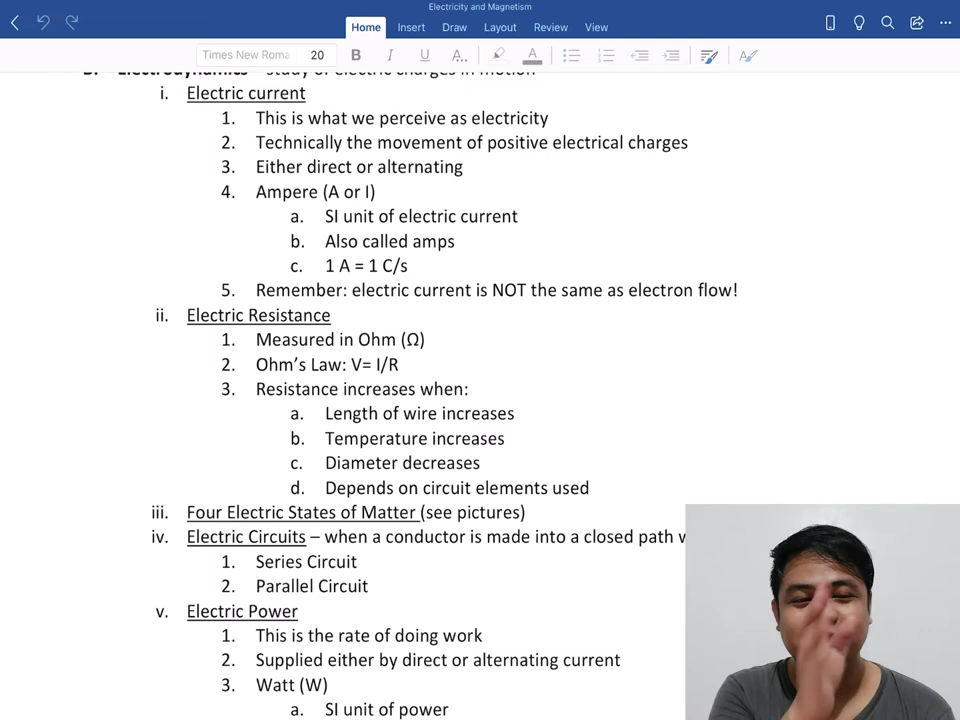 Electricity and Magnetism
Home Insert Draw Layout Review View
Times New Roma 20 B I U A...
B. Electrodynamics – study of electric charges in motion
i. Electric current
1. This is what we perceive as electricity
2. Technically the movement of positive electrical charges
3. Either direct or alternating
4. Ampere (A or I)
a. SI unit of electric current
b. Also called amps
c. 1 A = 1 C/s
5. Remember: electric current is NOT the same as electron flow!
ii. Electric Resistance
1. Measured in Ohm (Ω)
2. Ohm's Law: V= I/R
3. Resistance increases when:
a. Length of wire increases
b. Temperature increases
c. Diameter decreases
d. Depends on circuit elements used
iii. Four Electric States of Matter (see pictures)
iv. Electric Circuits – when a conductor is made into a closed path
1. Series Circuit
2. Parallel Circuit
v. Electric Power
1. This is the rate of doing work
2. Supplied either by direct or alternating current
3. Watt (W)
a. SI unit of power